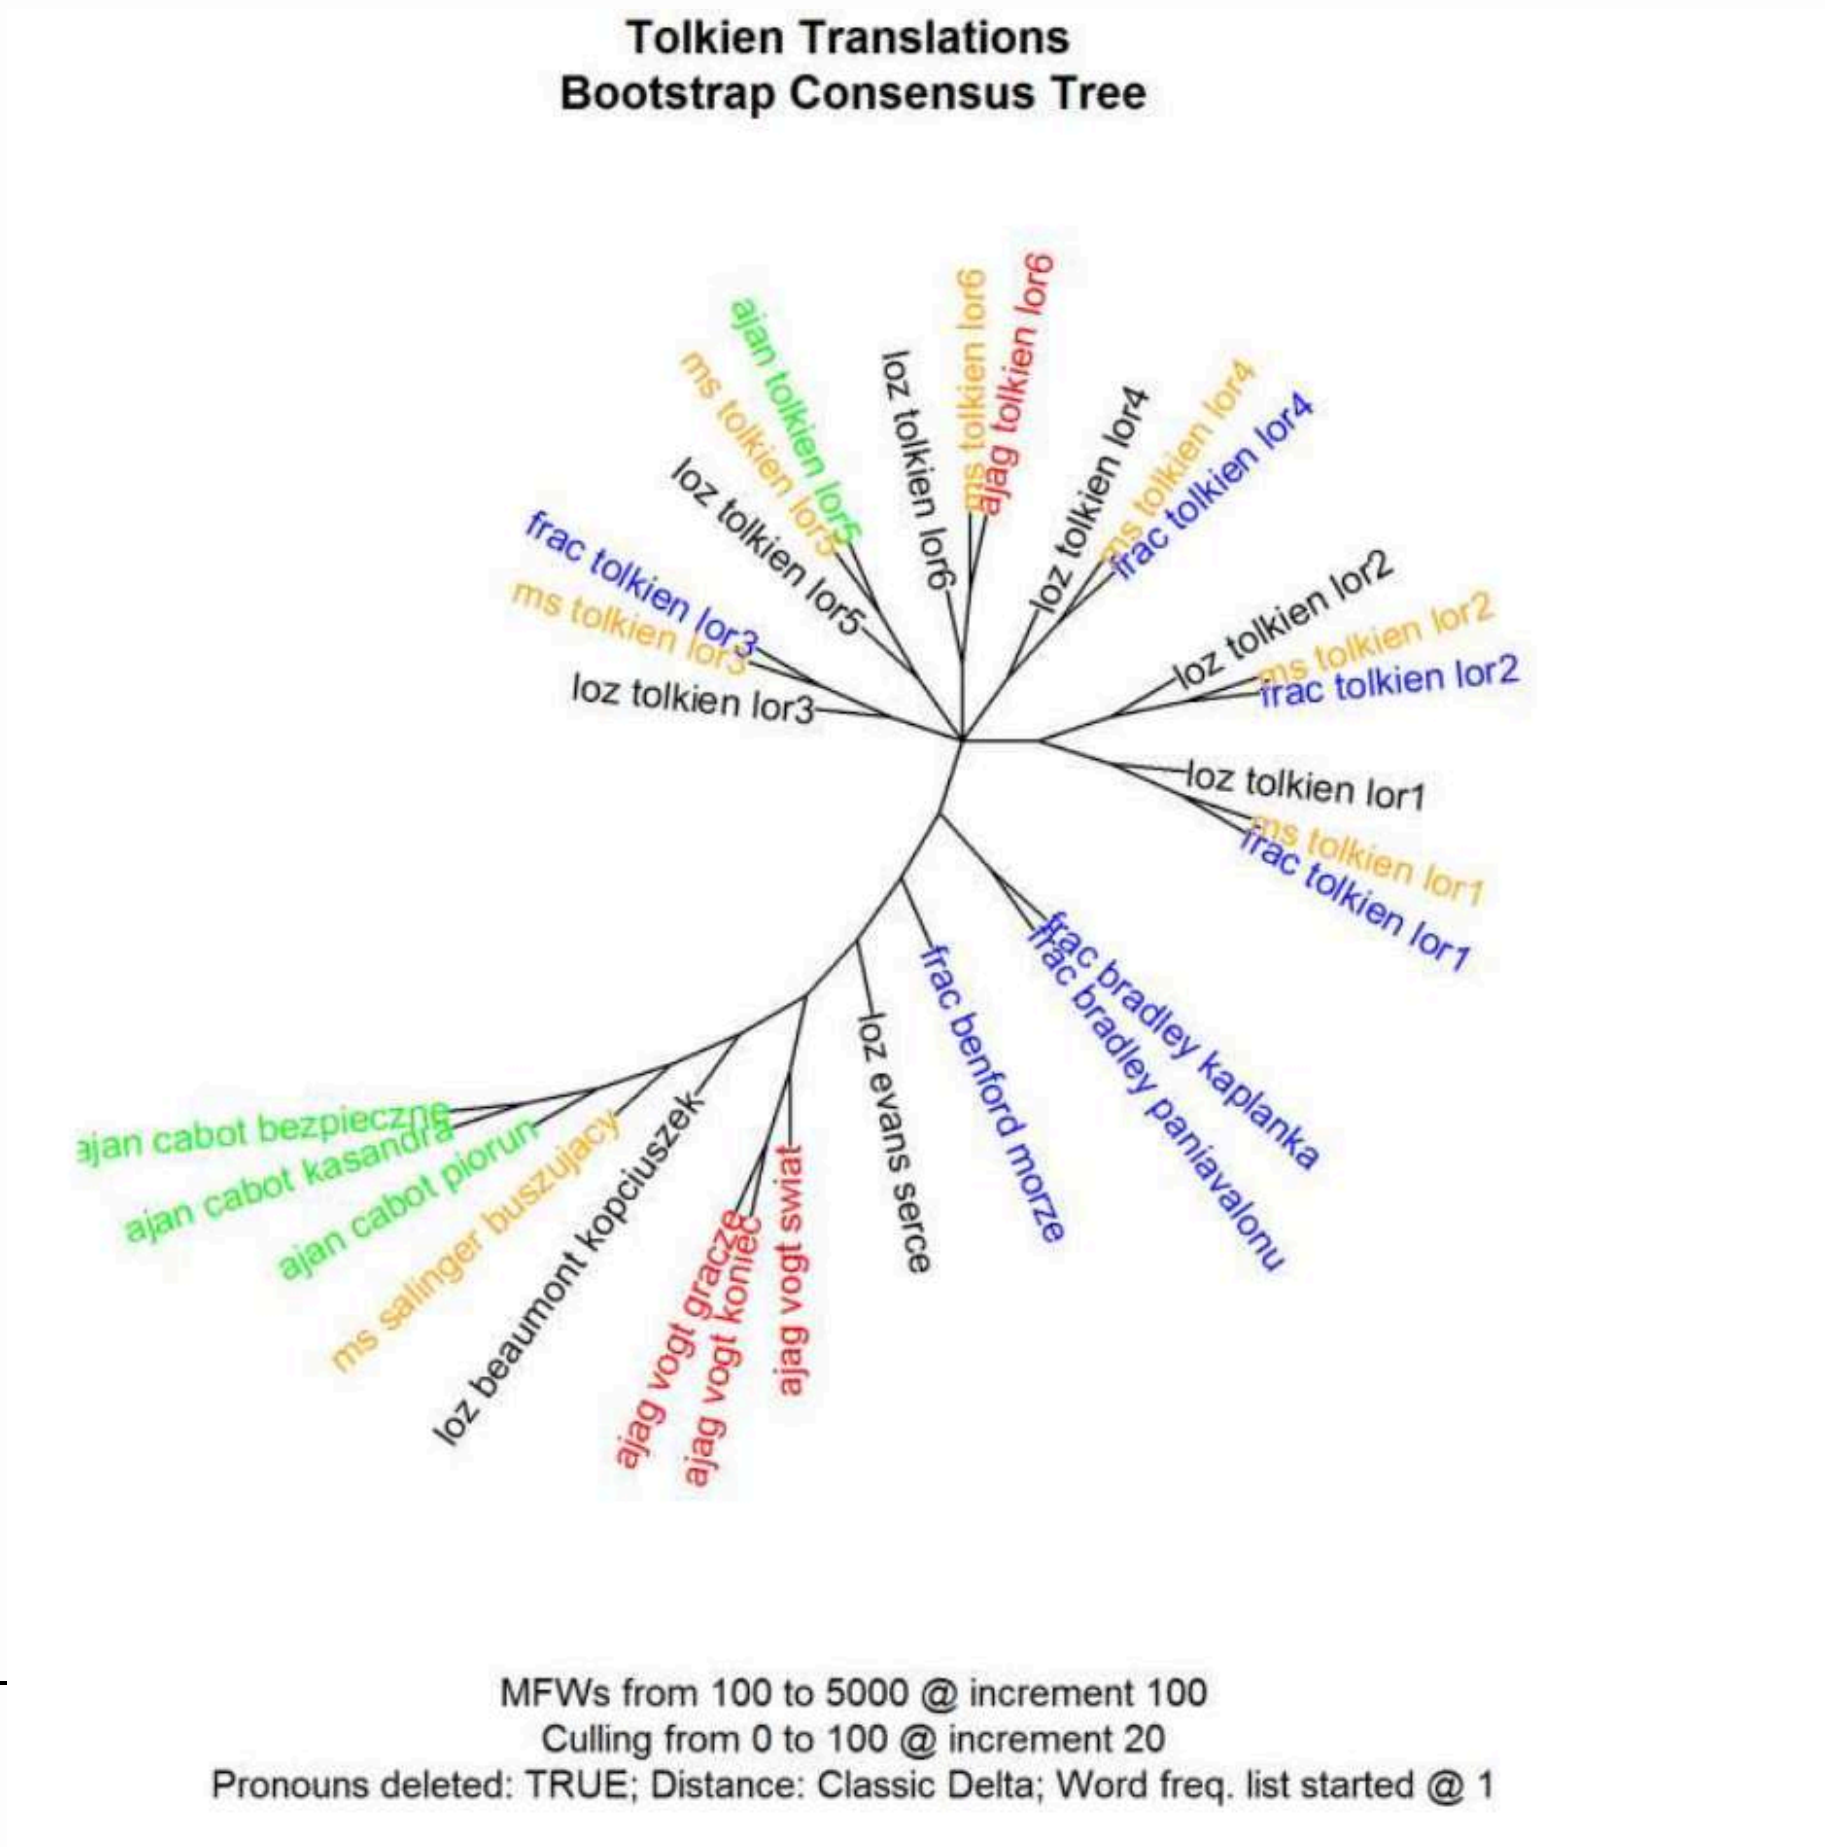 Tolkien Translations
Bootstrap Consensus Tree
ajan tolkien lor5
ms tolkien lor5
loz tolkien lor5
loz tolkien lor6
ms tolkien lor6
ajag tolkien lor6
loz tolkien lor4
ms tolkien lor4
frac tolkien lor4
frac tolkien lor3
ms tolkien lor3
loz tolkien lor3
loz tolkien lor2
ms tolkien lor2
frac tolkien lor2
loz tolkien lor1
ms tolkien lor1
frac tolkien lor1
frac bradley kaplanka
frac bradley paniavalonu
frac benford morze
loz evans serce
ajag vogt swiat
ajag vogt koniec
ajag vogt gracze
loz beaumont kopciuszek
ms salinger buszujacy
ajan cabot piorun
ajan cabot kasandra
ajan cabot bezpieczne
MFWs from 100 to 5000 @ increment 100
Culling from 0 to 100 @ increment 20
Pronouns deleted: TRUE; Distance: Classic Delta; Word freq. list started @ 1